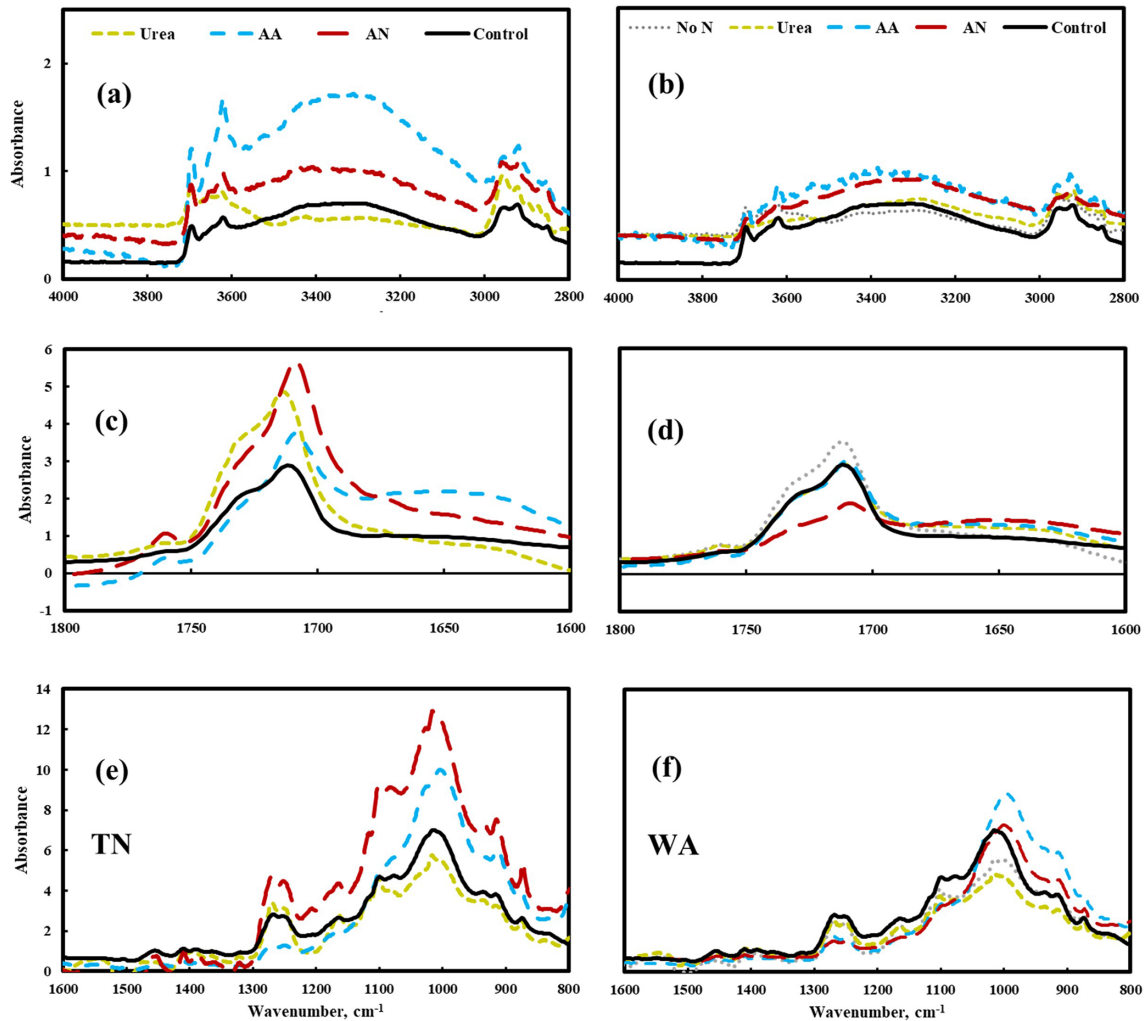 Urea AA AN Control
No N Urea AA AN Control
2
1
0
(a)
(b)
Absorbance
4000 3600 3400 3200 3000 2800
4000 3600 3400 3200 3000 2800
6
5
4
3
2
1
0
-1
(c)
(d)
Absorbance
1800 1750 1700 1650 1600
1800 1750 1700 1650 1600
14
12
10
8
6
4
2
0
(e)
(f)
TN
WA
Absorbance
1600 1400 1300 1200 1100 1000 900 800
1600 1400 1300 1200 1100 1000 900 800
Wavenumber, cm-1
Wavenumber, cm-1